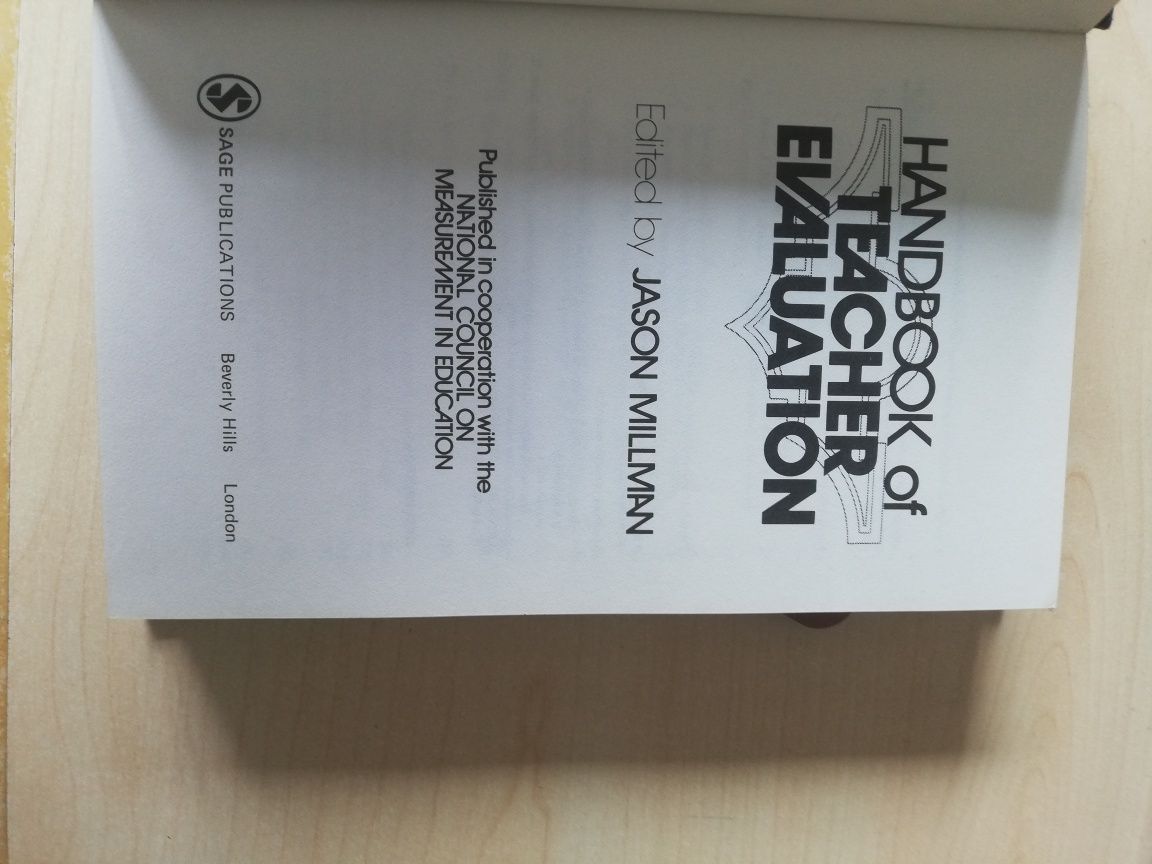 HANDBOOK of
TEACHER
EVALUATION
Edited by JASON MILLMAN
Published in cooperation with the
NATIONAL COUNCIL ON
MEASUREMENT IN EDUCATION
SAGE PUBLICATIONS Beverly Hills London